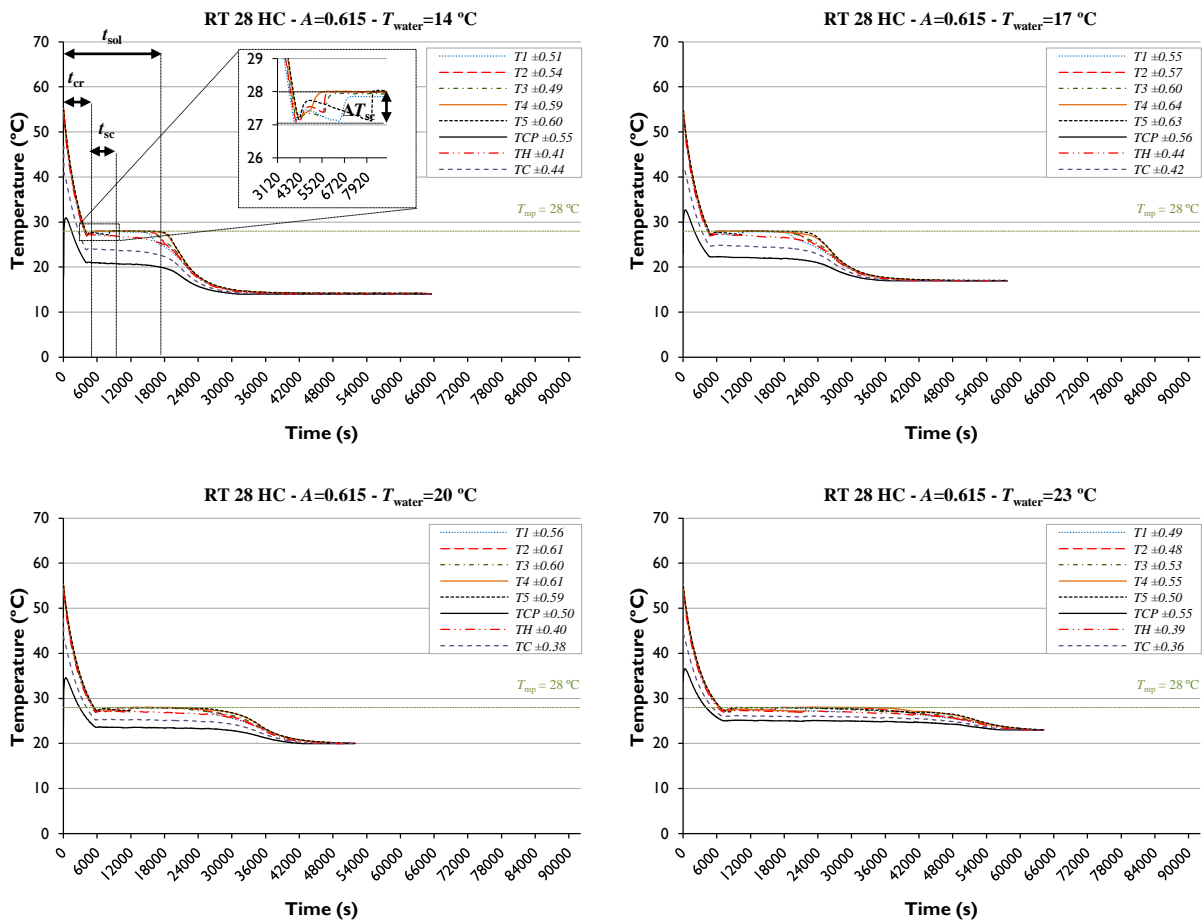 RT 28 HC - A=0.615 - Twater=14 ºC
70
60
50
40
30
20
10
0
Temperature (°C)
tsol
tcr
tsc
29
28
27
26
ΔTsc
3120
4320
5520
6720
7920
T1 ±0.51
T2 ±0.54
T3 ±0.49
T4 ±0.59
T5 ±0.60
TCP ±0.55
TH ±0.41
TC ±0.44
Tmp = 28 ºC
0
6000
12000
18000
24000
30000
36000
42000
48000
54000
60000
66000
72000
78000
84000
90000
Time (s)
RT 28 HC - A=0.615 - Twater=17 ºC
70
60
50
40
30
20
10
0
Temperature (°C)
T1 ±0.55
T2 ±0.57
T3 ±0.60
T4 ±0.64
T5 ±0.63
TCP ±0.56
TH ±0.44
TC ±0.42
Tmp = 28 ºC
0
6000
12000
18000
24000
30000
36000
42000
48000
54000
60000
66000
72000
78000
84000
90000
Time (s)
RT 28 HC - A=0.615 - Twater=20 ºC
70
60
50
40
30
20
10
0
Temperature (°C)
T1 ±0.56
T2 ±0.61
T3 ±0.60
T4 ±0.61
T5 ±0.59
TCP ±0.50
TH ±0.40
TC ±0.38
Tmp = 28 ºC
0
6000
12000
18000
24000
30000
36000
42000
48000
54000
60000
66000
72000
78000
84000
90000
Time (s)
RT 28 HC - A=0.615 - Twater=23 ºC
70
60
50
40
30
20
10
0
Temperature (°C)
T1 ±0.49
T2 ±0.48
T3 ±0.53
T4 ±0.55
T5 ±0.50
TCP ±0.55
TH ±0.39
TC ±0.36
Tmp = 28 ºC
0
6000
12000
18000
24000
30000
36000
42000
48000
54000
60000
66000
72000
78000
84000
90000
Time (s)